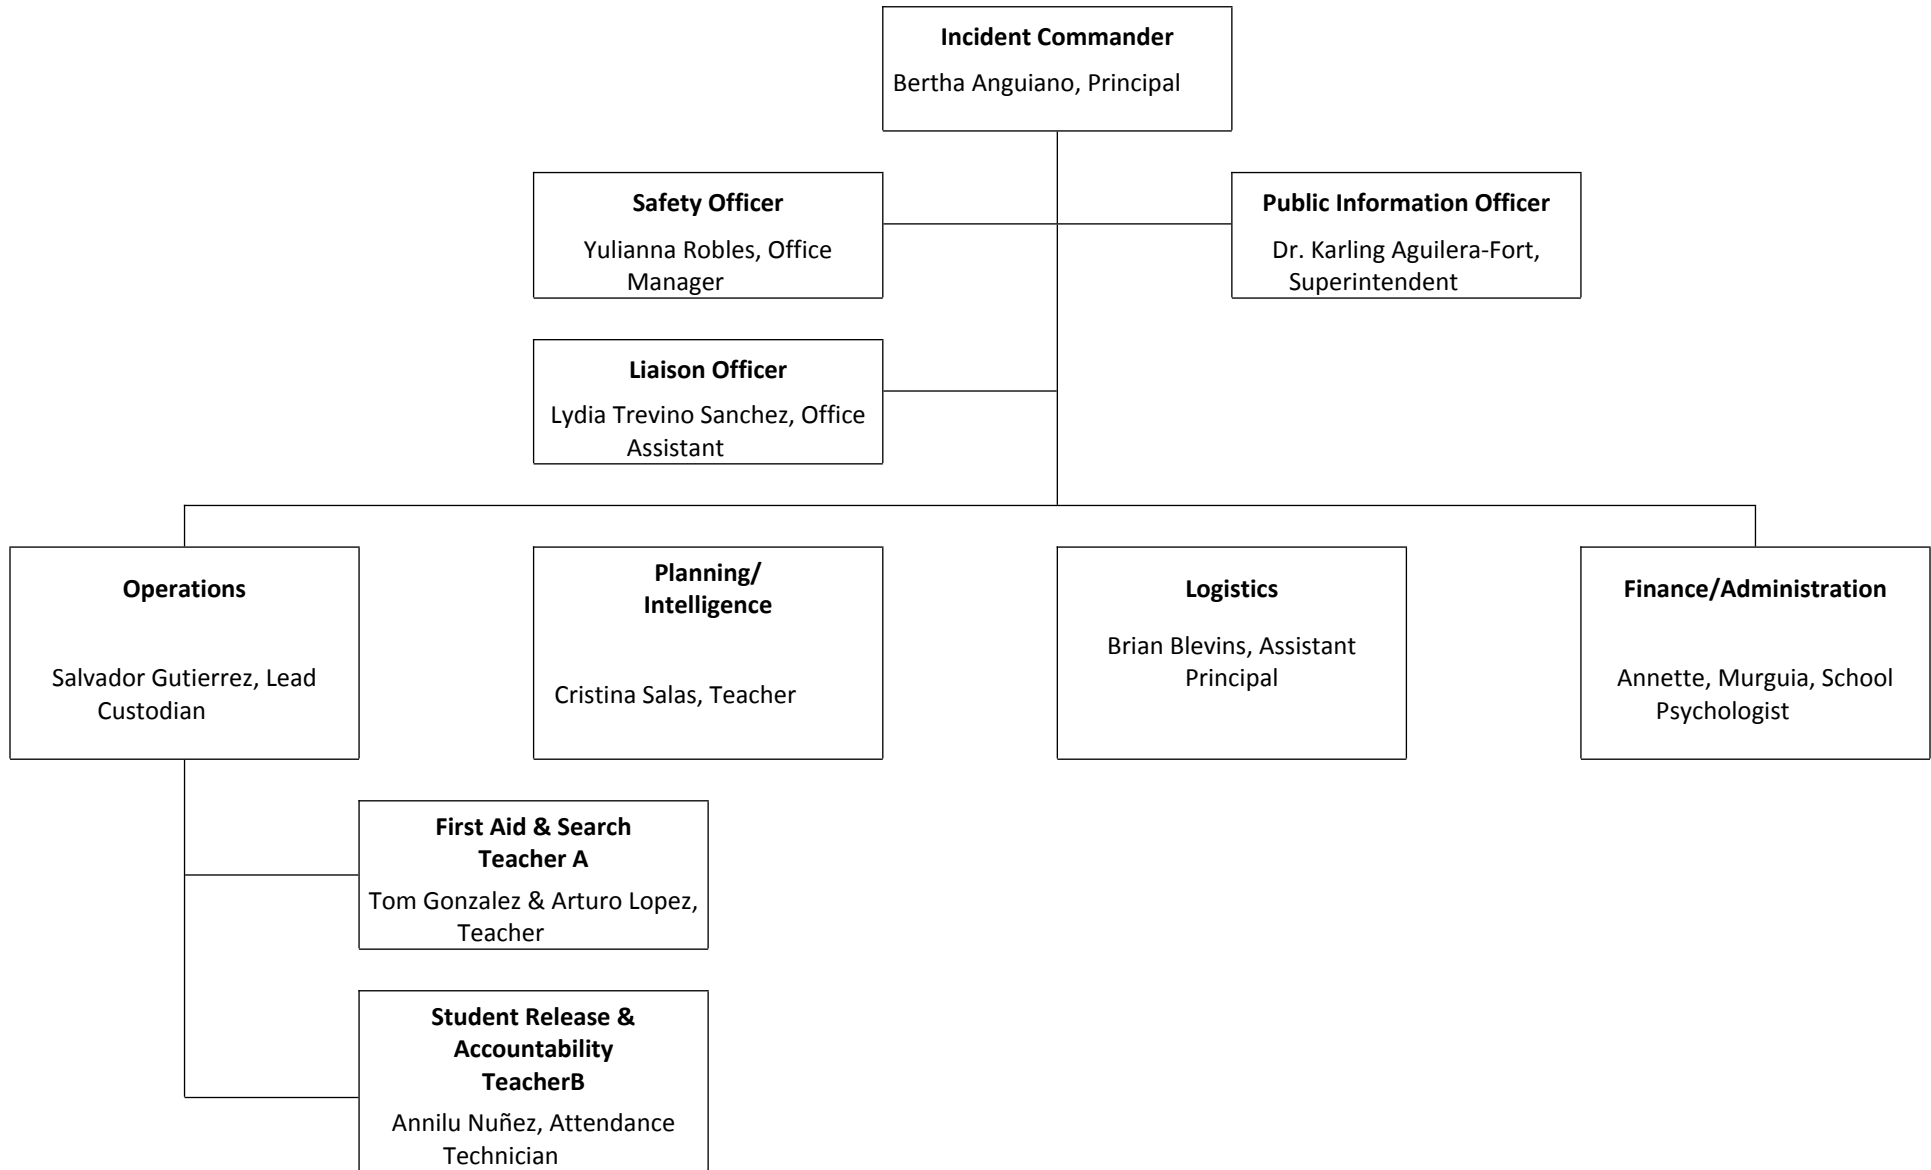 Incident Commander
Bertha Anguiano, Principal
Safety Officer
Yulianna Robles, Office
Manager
Public Information Officer
Dr. Karling Aguilera-Fort,
Superintendent
Liaison Officer
Lydia Trevino Sanchez, Office
Assistant
Operations
Salvador Gutierrez, Lead
Custodian
Planning/
Intelligence
Cristina Salas, Teacher
Logistics
Brian Blevins, Assistant
Principal
Finance/Administration
Annette, Murguia, School
Psychologist
First Aid & Search
Teacher A
Tom Gonzalez & Arturo Lopez,
Teacher
Student Release &
Accountability
TeacherB
Annilu Nuñez, Attendance
Technician